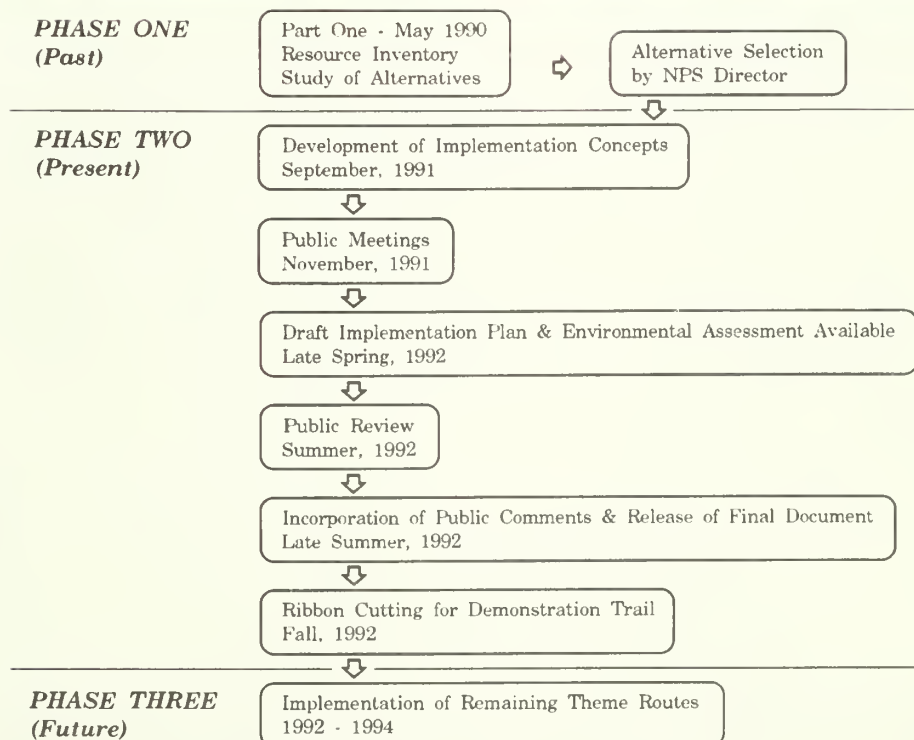 PHASE ONE
(Past)
Part One - May 1990
Resource Inventory
Study of Alternatives
Alternative Selection
by NPS Director
PHASE TWO
(Present)
Development of Implementation Concepts
September, 1991
Public Meetings
November, 1991
Draft Implementation Plan & Environmental Assessment Available
Late Spring, 1992
Public Review
Summer, 1992
Incorporation of Public Comments & Release of Final Document
Late Summer, 1992
Ribbon Cutting for Demonstration Trail
Fall, 1992
PHASE THREE
(Future)
Implementation of Remaining Theme Routes
1992 - 1994